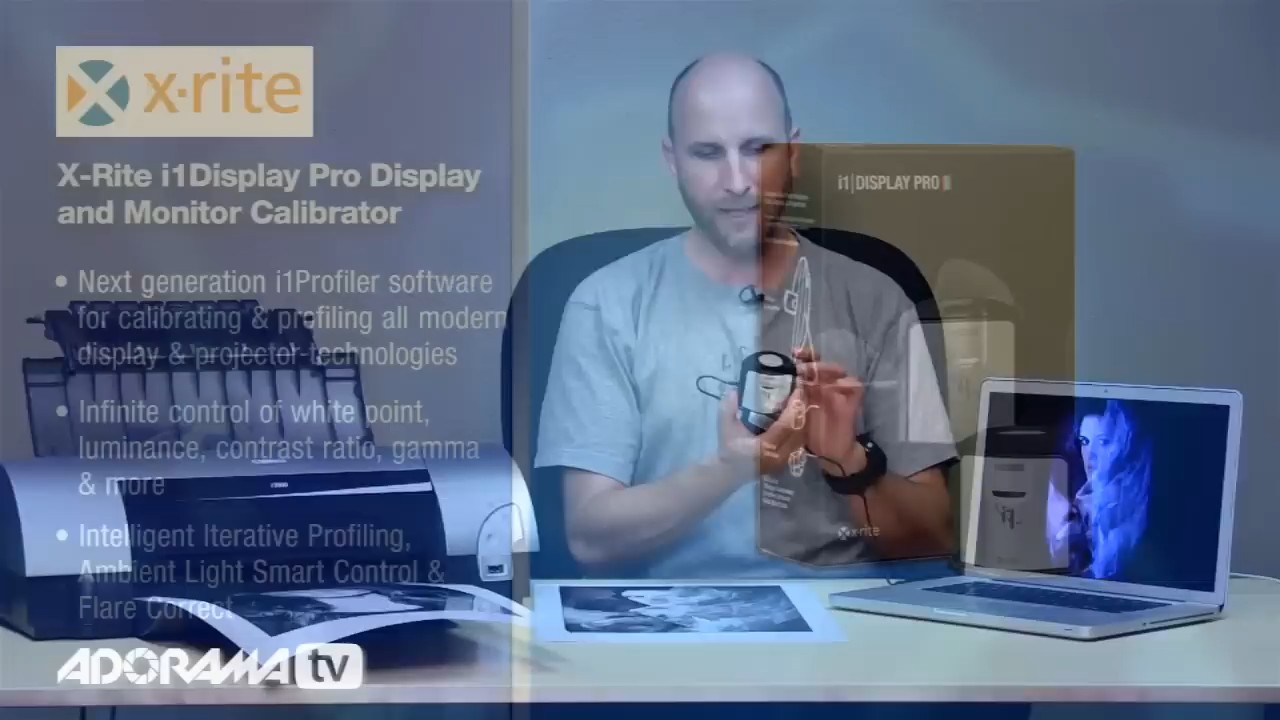 x·rite
X-Rite i1Display Pro Display
and Monitor Calibrator
• Next generation i1Profiler software
for calibrating & profiling all modern
display & projector technologies
• Infinite control of white point,
luminance, contrast ratio, gamma
& more
• Intelligent Iterative Profiling,
Ambient Light Smart Control &
Flare Correct
ADORAMA tv
i1|DISPLAY PRO
i1
x·rite